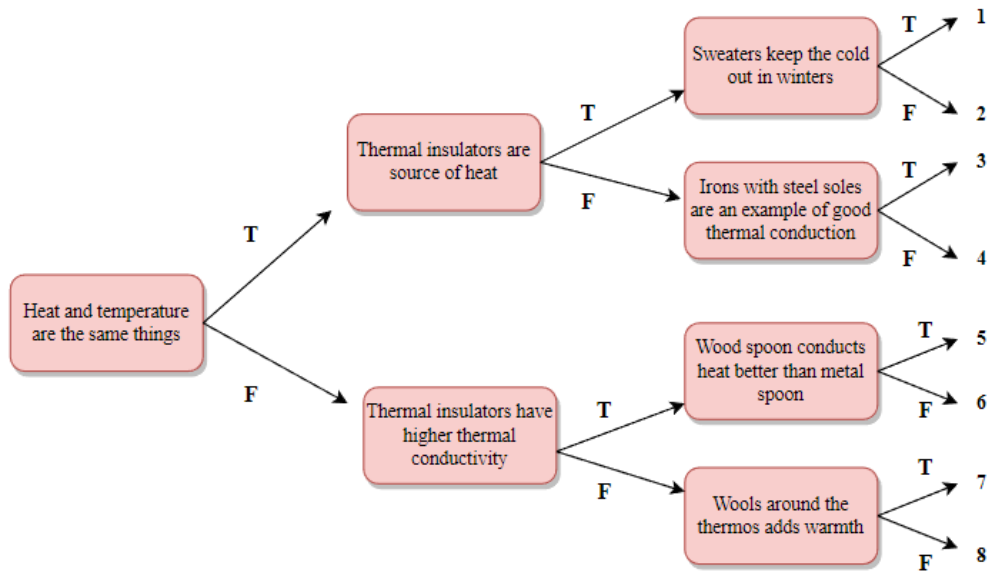 Sweaters keep the cold
out in winters
T
1
F
2
Thermal insulators are
source of heat
T
F
Irons with steel soles
are an example of good
thermal conduction
T
3
F
4
Heat and temperature
are the same things
T
F
Thermal insulators have
higher thermal
conductivity
T
F
Wood spoon conducts
heat better than metal
spoon
T
5
F
6
Wools around the
thermos adds warmth
T
7
F
8